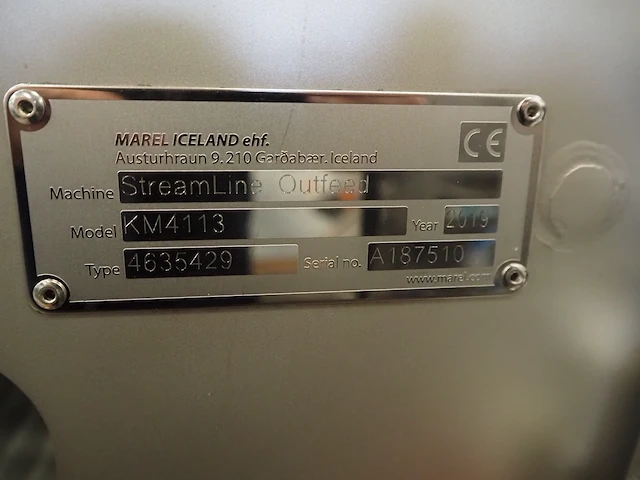 MAREL ICELAND ehf.
Austurhraun 9, 210 Garðabær, Iceland
CE
Machine StreamLine Outfeed
Model KM4113 Year 2019
Type 4635429 Serial no. A187510
www.marel.com